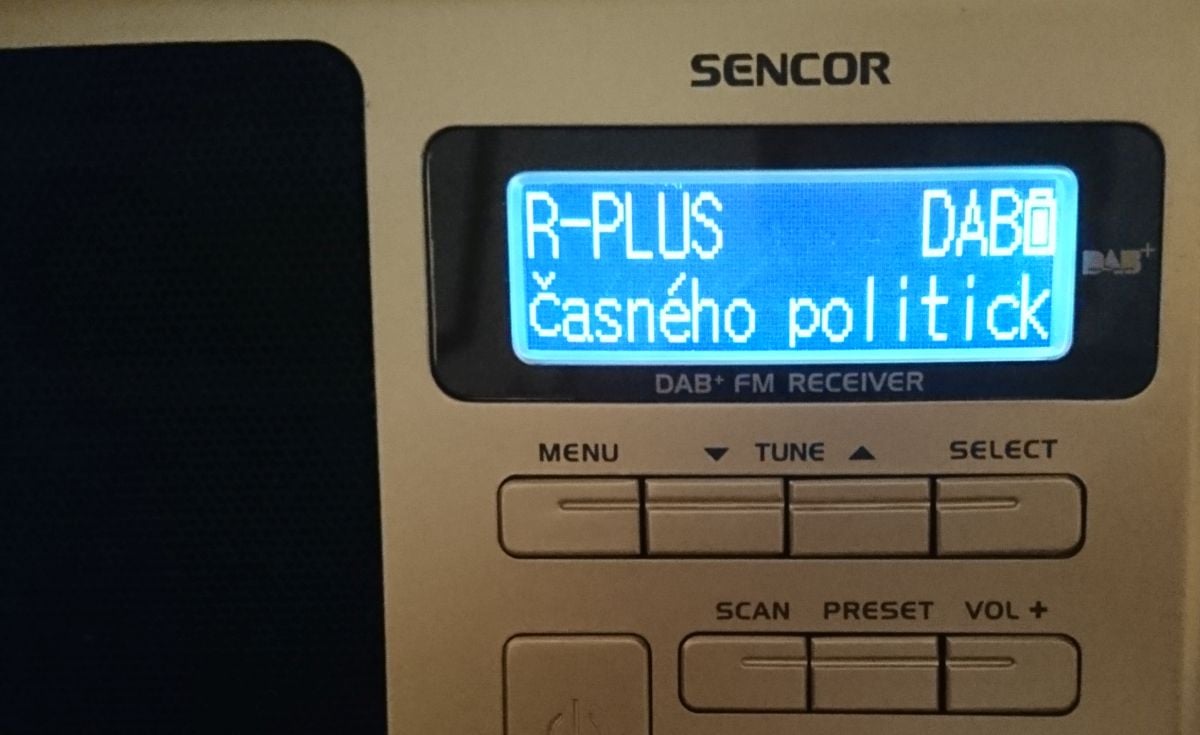 SENCOR
R-PLUS DAB
časného politick
DAB+
DAB+ FM RECEIVER
MENU TUNE SELECT
SCAN PRESET VOL +